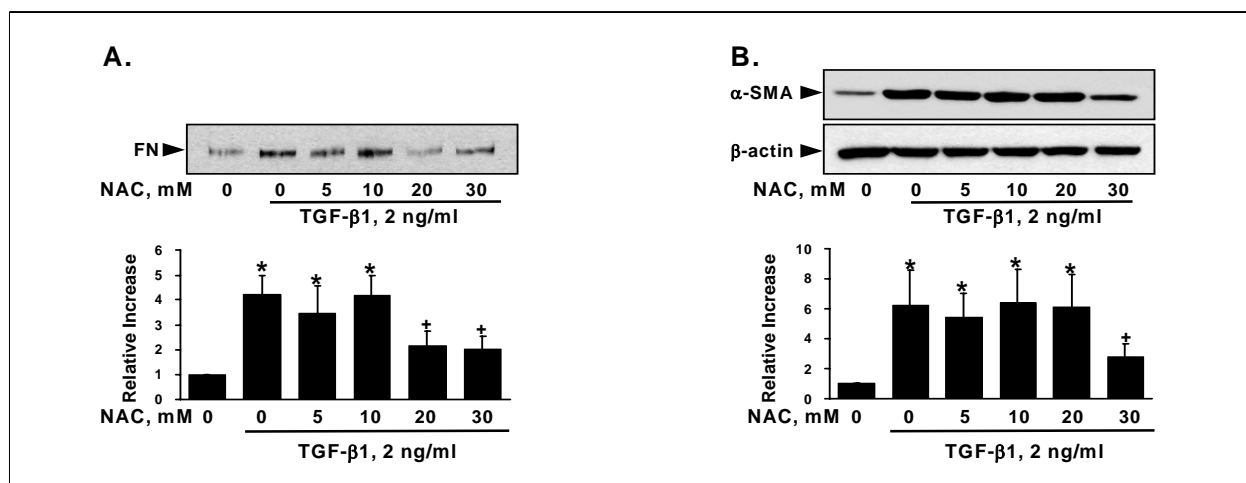 A.
FN
NAC, mM 0 0 5 10 20 30
TGF-β1, 2 ng/ml
Relative Increase
6
5
4
3
2
1
0
* * * + +
NAC, mM 0 0 5 10 20 30
TGF-β1, 2 ng/ml
B.
α-SMA
β-actin
NAC, mM 0 0 5 10 20 30
TGF-β1, 2 ng/ml
Relative Increase
10
8
6
4
2
0
* * * * +
NAC, mM 0 0 5 10 20 30
TGF-β1, 2 ng/ml